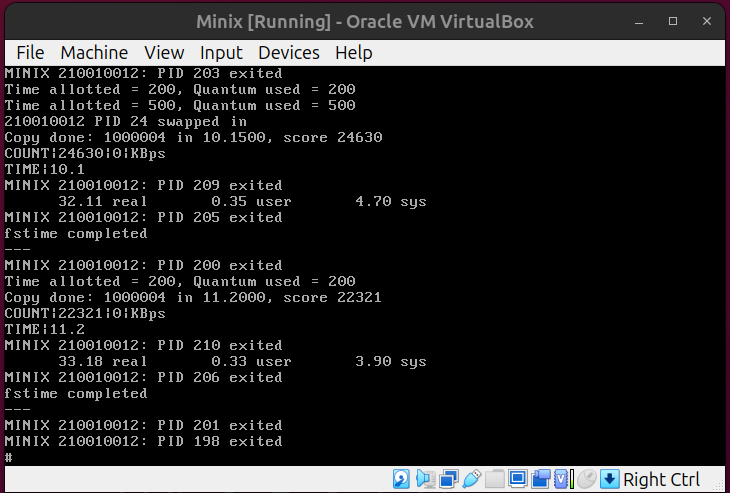 Minix [Running] - Oracle VM VirtualBox
File Machine View Input Devices Help
MINIX 210010012: PID 203 exited
Time allotted = 200, Quantum used = 200
Time allotted = 500, Quantum used = 500
210010012 PID 24 swapped in
Copy done: 1000004 in 10.1500, score 24630
COUNT|24630|0|KBps
TIME|10.1
MINIX 210010012: PID 209 exited
32.11 real 0.35 user 4.70 sys
MINIX 210010012: PID 205 exited
fstime completed
---
MINIX 210010012: PID 200 exited
Time allotted = 200, Quantum used = 200
Copy done: 1000004 in 11.2000, score 22321
COUNT|22321|0|KBps
TIME|11.2
MINIX 210010012: PID 210 exited
33.18 real 0.33 user 3.90 sys
MINIX 210010012: PID 206 exited
fstime completed
---
MINIX 210010012: PID 201 exited
MINIX 210010012: PID 198 exited
#
Right Ctrl